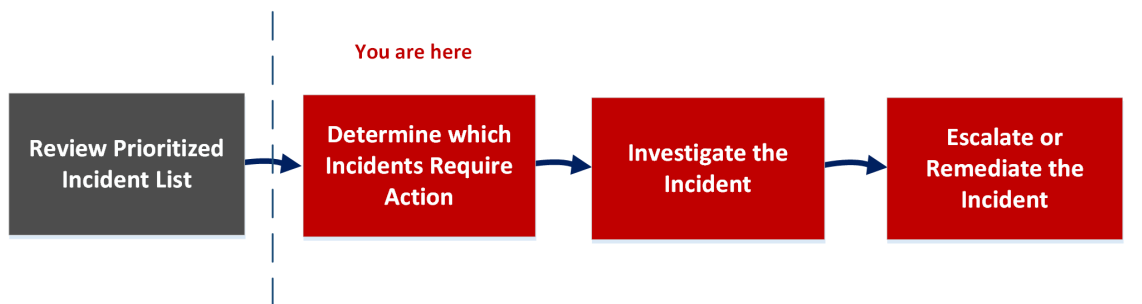 You are here
Review Prioritized
Incident List
Determine which
Incidents Require
Action
Investigate the
Incident
Escalate or
Remediate the
Incident